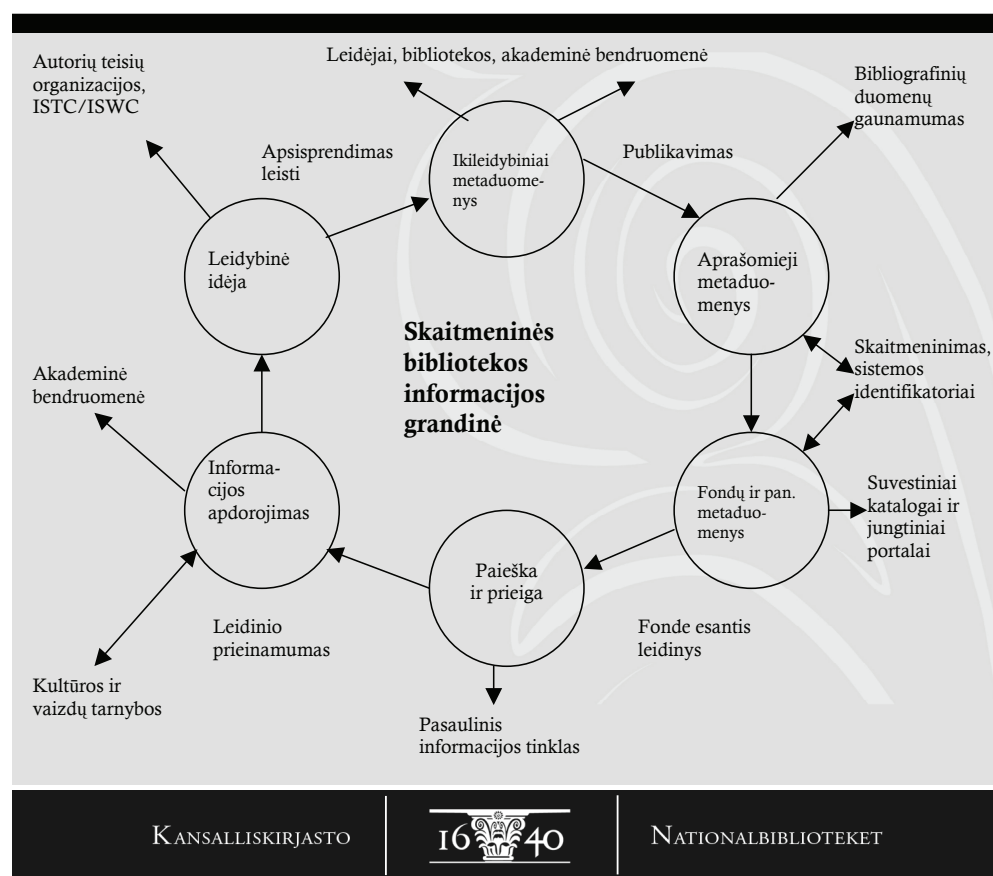 Autorių teisių
organizacijos,
ISTC/ISWC
Leidėjai, bibliotekos, akademinė bendruomenė
Bibliografinių
duomenų
gaunamumas
Apsisprendimas
leisti
Ikileidybiniai
metaduome-
nys
Publikavimas
Leidybinė
idėja
Aprašomieji
metaduo-
menys
Skaitmeninės
bibliotekos
informacijos
grandinė
Skaitmeninimas,
sistemos
identifikatoriai
Akademinė
bendruomenė
Informa-
cijos
apdorojimas
Fondų ir pan.
metaduo-
menys
Suvestiniai
katalogai ir
jungtiniai
portalai
Paieška
ir prieiga
Leidinio
prieinamumas
Fonde esantis
leidinys
Kultūros ir
vaizdų tarnybos
Pasaulinis
informacijos tinklas
Kansalliskirjasto
1640
Nationalbiblioteket